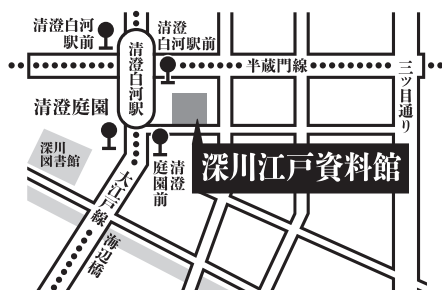 清澄白河
駅前
清澄
白河駅前
清澄白河駅
半蔵門線
三ツ目通り
清澄庭園
深川
図書館
清澄
庭園前
深川江戸資料館
大江戸線
海辺橋